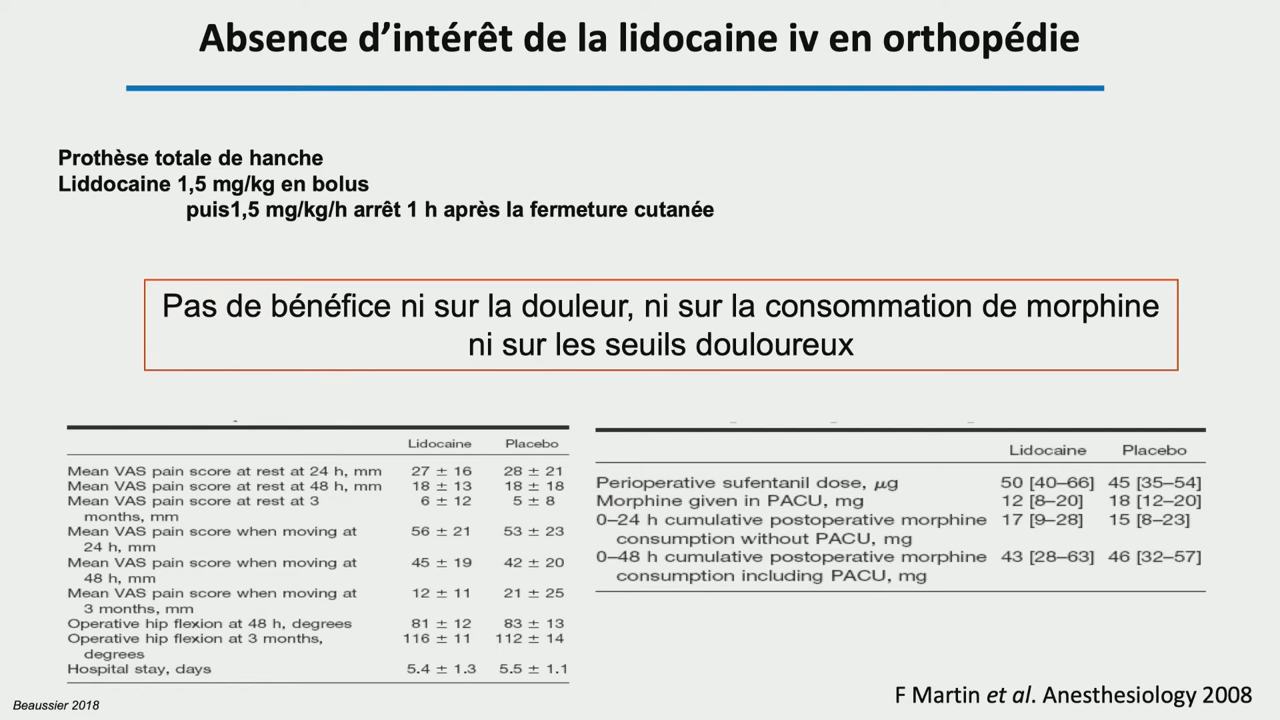 Absence d’intérêt de la lidocaine iv en orthopédie
Prothèse totale de hanche
Liddocaine 1,5 mg/kg en bolus
puis1,5 mg/kg/h arrêt 1 h après la fermeture cutanée
Pas de bénéfice ni sur la douleur, ni sur la consommation de morphine
ni sur les seuils douloureux
Lidocaine Placebo
Mean VAS pain score at rest at 24 h, mm 27 ± 16 28 ± 21
Mean VAS pain score at rest at 48 h, mm 18 ± 13 18 ± 18
Mean VAS pain score at rest at 3 6 ± 12 5 ± 8
months, mm
Mean VAS pain score when moving at 56 ± 21 53 ± 23
24 h, mm
Mean VAS pain score when moving at 45 ± 19 42 ± 20
48 h, mm
Mean VAS pain score when moving at 12 ± 11 21 ± 25
3 months, mm
Operative hip flexion at 48 h, degrees 81 ± 12 83 ± 13
Operative hip flexion at 3 months, 116 ± 11 112 ± 14
degrees
Hospital stay, days 5.4 ± 1.3 5.5 ± 1.1
Lidocaine Placebo
Perioperative sufentanil dose, μg 50 [40–66] 45 [35–54]
Morphine given in PACU, mg 12 [8–20] 18 [12–20]
0–24 h cumulative postoperative morphine 17 [9–28] 15 [8–23]
consumption without PACU, mg
0–48 h cumulative postoperative morphine 43 [28–63] 46 [32–57]
consumption including PACU, mg
F Martin et al. Anesthesiology 2008
Beaussier 2018